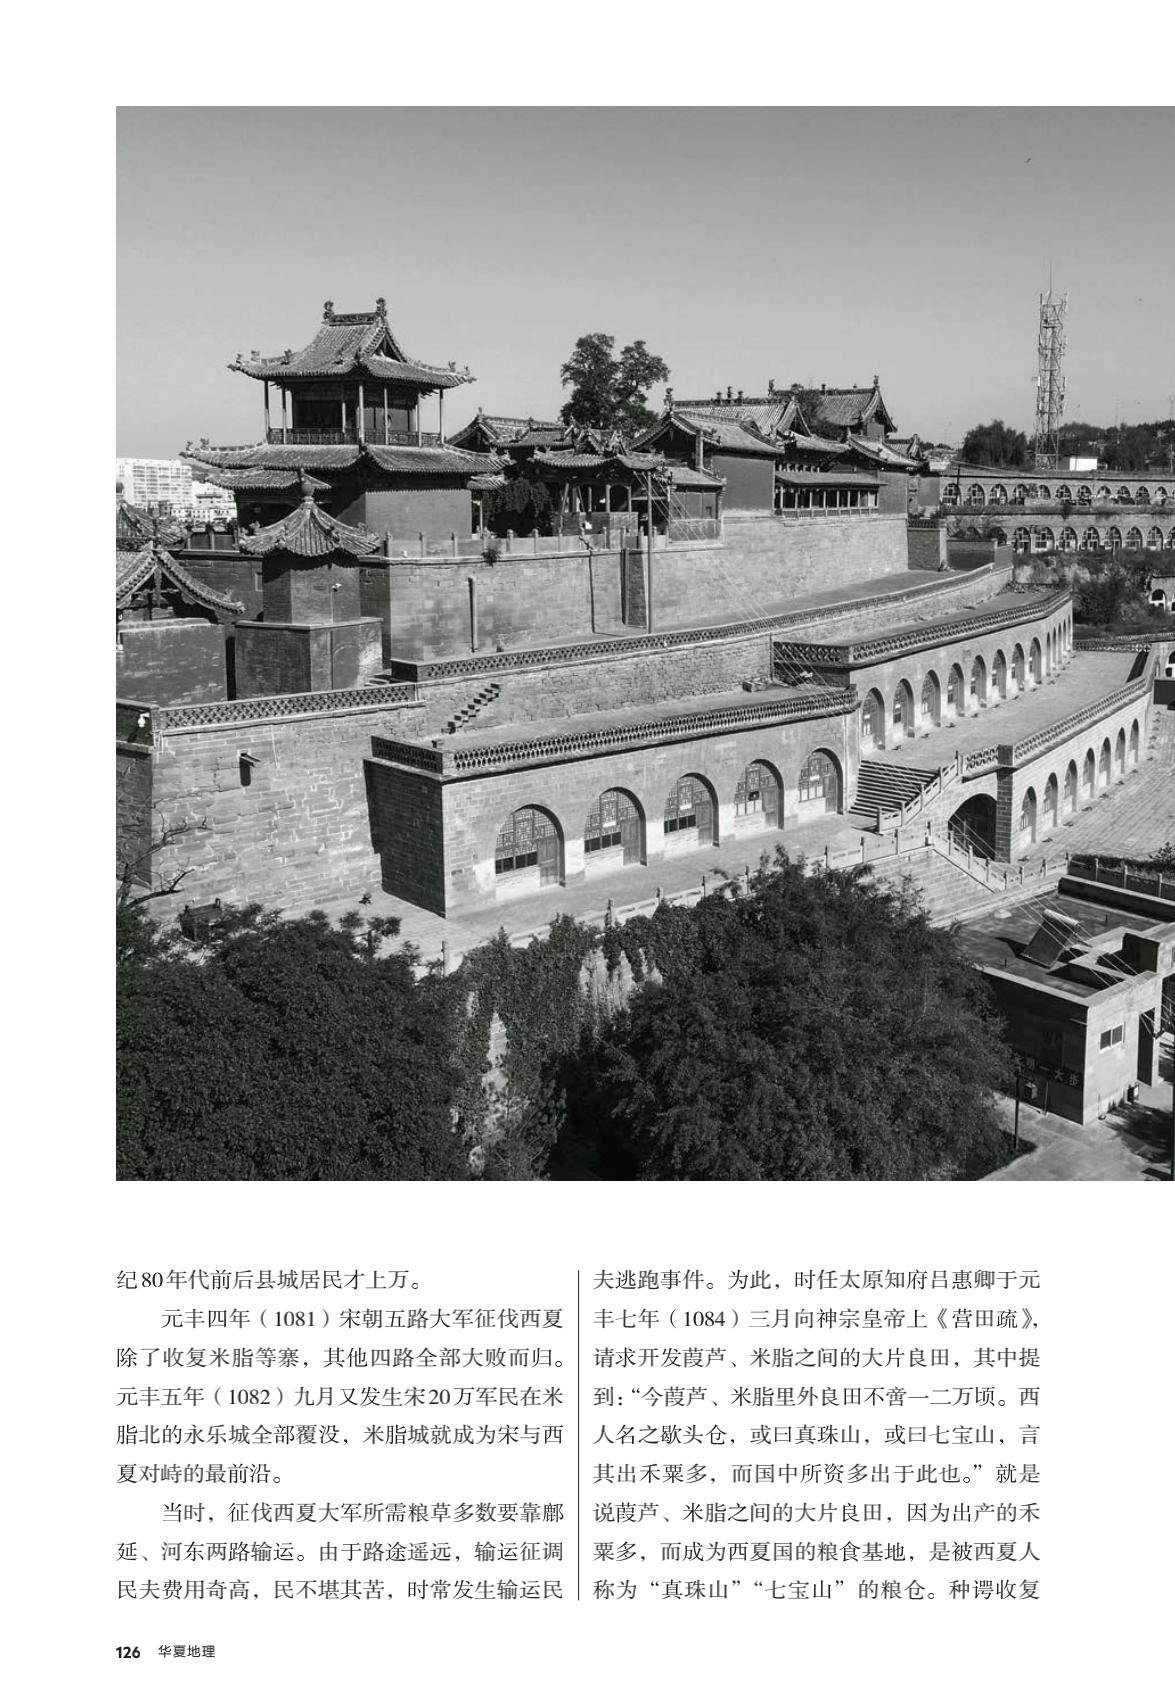 纪80年代前后县城居民才上万。
元丰四年（1081）宋朝五路大军征伐西夏
除了收复米脂等寨，其他四路全部大败而归。
元丰五年（1082）九月又发生宋20万军民在米
脂北的永乐城全部覆没，米脂城就成为宋与西
夏对峙的最前沿。
当时，征伐西夏大军所需粮草多数要靠鄜
延、河东两路输运。由于路途遥远，输运征调
民夫费用奇高，民不堪其苦，时常发生输运民
夫逃跑事件。为此，时任太原知府吕惠卿于元
丰七年（1084）三月向神宗皇帝上《营田疏》，
请求开发葭芦、米脂之间的大片良田，其中提
到：“今葭芦、米脂里外良田不啻一二万顷。西
人名之歇头仓，或曰真珠山，或曰七宝山，言
其出禾粟多，而国中所资多出于此也。”就是
说葭芦、米脂之间的大片良田，因为出产的禾
粟多，而成为西夏国的粮食基地，是被西夏人
称为“真珠山”“七宝山”的粮仓。种谔收复
126 华夏地理